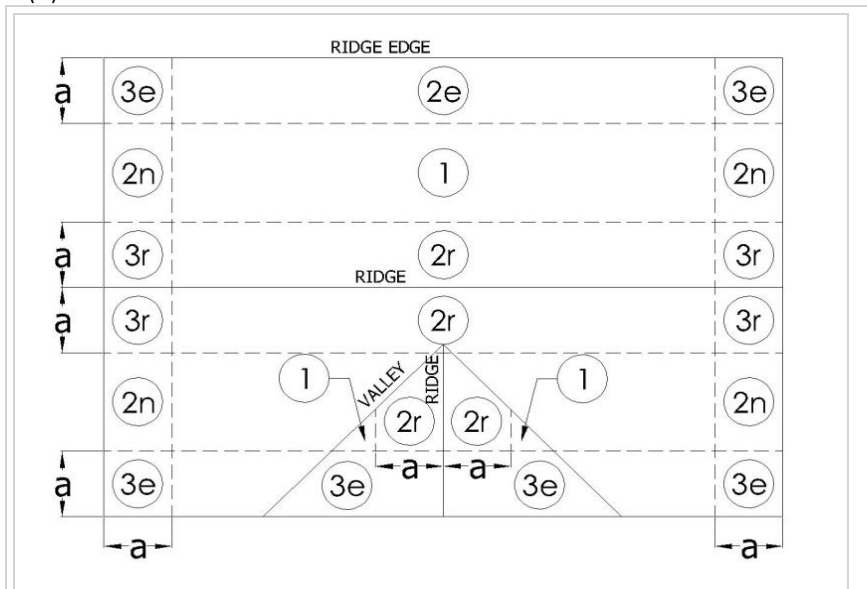 RIDGE EDGE
a 3e 2e 3e
2n 1 2n
a 3r 2r 3r
RIDGE
a 3r 2r 3r
1 VALLEY RIDGE 1
2n 2r 2r 2n
a a
a 3e 3e 3e 3e
a a